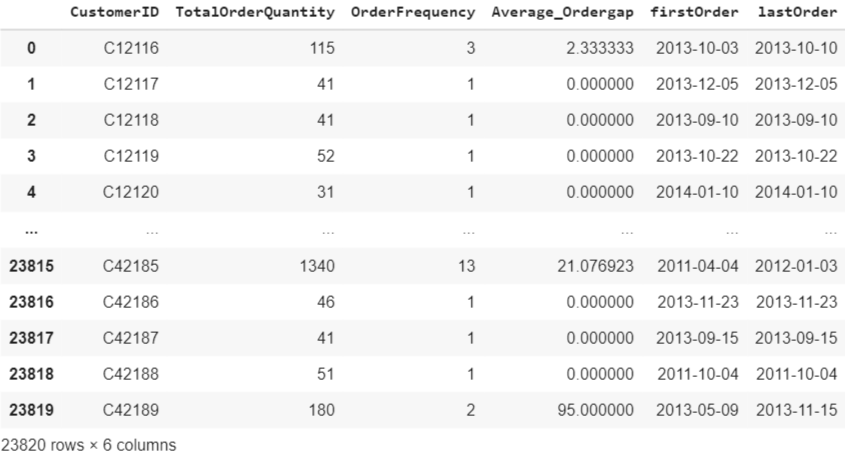 CustomerID TotalOrderQuantity OrderFrequency Average_Ordergap firstOrder lastOrder
0 C12116 115 3 2.333333 2013-10-03 2013-10-10
1 C12117 41 1 0.000000 2013-12-05 2013-12-05
2 C12118 41 1 0.000000 2013-09-10 2013-09-10
3 C12119 52 1 0.000000 2013-10-22 2013-10-22
4 C12120 31 1 0.000000 2014-01-10 2014-01-10
... ... ... ... ... ... ...
23815 C42185 1340 13 21.076923 2011-04-04 2012-01-03
23816 C42186 46 1 0.000000 2013-11-23 2013-11-23
23817 C42187 41 1 0.000000 2013-09-15 2013-09-15
23818 C42188 51 1 0.000000 2011-10-04 2011-10-04
23819 C42189 180 2 95.000000 2013-05-09 2013-11-15
23820 rows × 6 columns